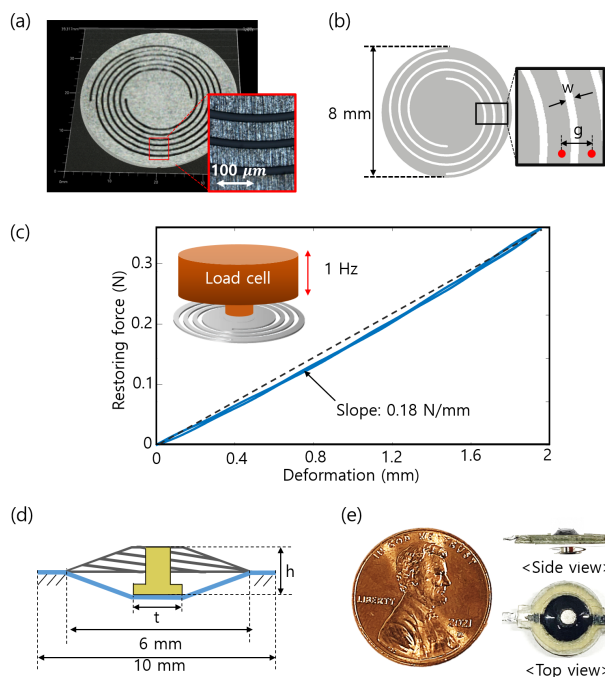 (a)
100 μm
(b)
8 mm
w
g
(c)
Restoring force (N)
0.3
0.2
0.1
0
Load cell
1 Hz
Slope: 0.18 N/mm
0
0.4
0.8
1.2
1.6
2
Deformation (mm)
(d)
h
t
6 mm
10 mm
(e)
IN GOD WE TRUST
LIBERTY
2021
<Side view>
<Top view>